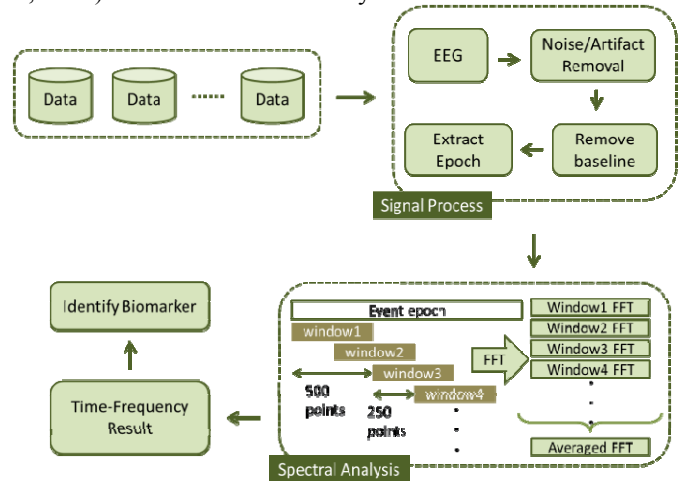 Data
Data
......
Data
EEG
Noise/Artifact
Removal
Extract
Epoch
Remove
baseline
Signal Process
Identify Biomarker
Time-Frequency
Result
Event epoch
window1
window2
window3
window4
500
points
250
points
FFT
Window1 FFT
Window2 FFT
Window3 FFT
Window4 FFT
Averaged FFT
Spectral Analysis